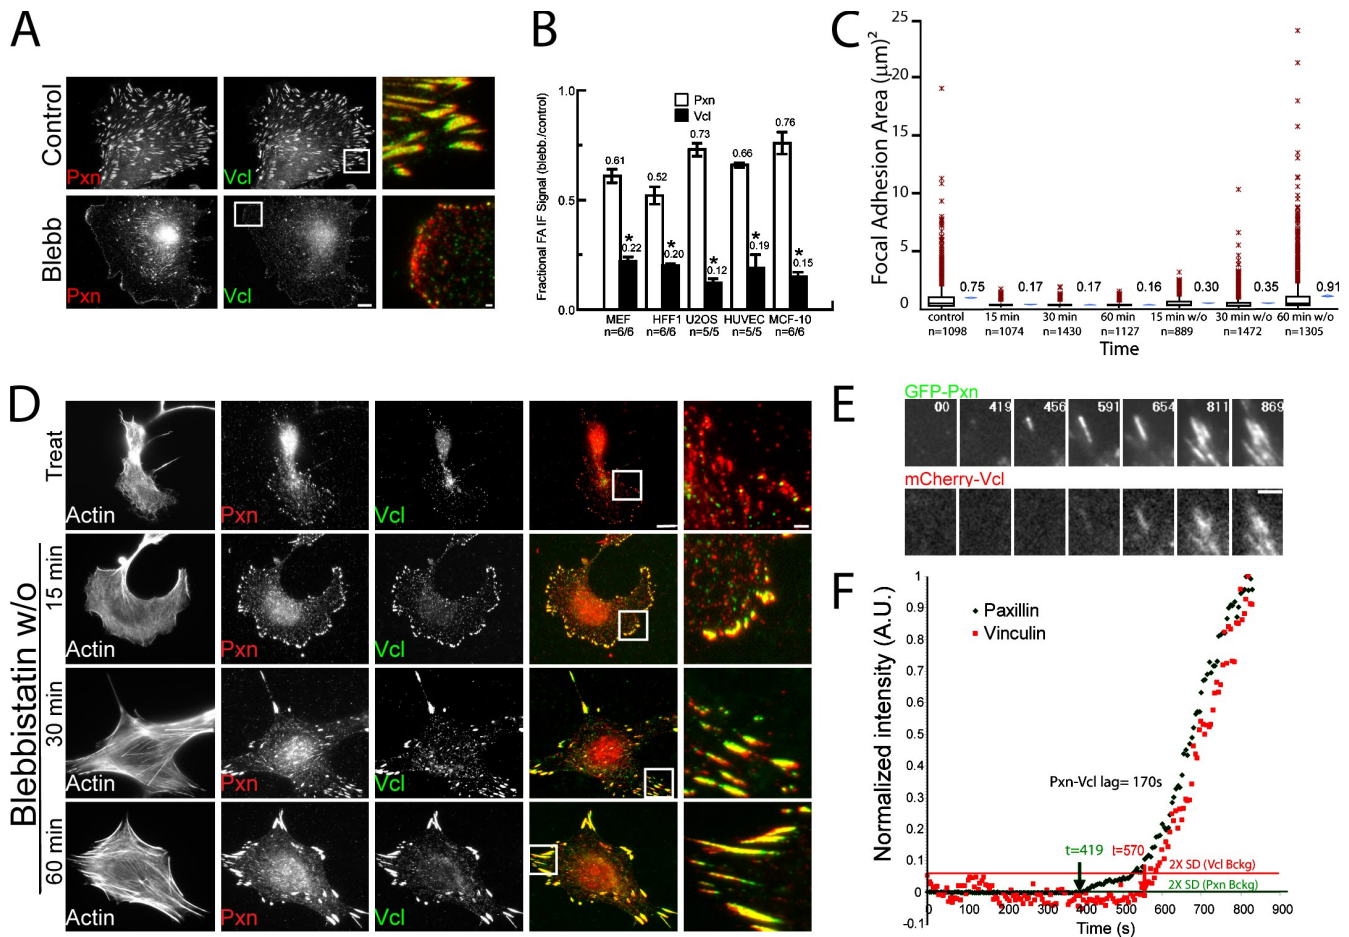 A
Control
Pxn
Vcl
Blebb
Pxn
Vcl
B
Fractional FA IF Signal (blebb./control)
1.0
0.5
0.0
Pxn
Vcl
0.61
0.52
0.73
0.66
0.76
* 0.22
* 0.20
* 0.12
* 0.19
* 0.15
MEF HFF1 U2OS HUVEC MCF-10
n=6/6 n=6/6 n=5/5 n=5/5 n=6/6
C
Focal Adhesion Area (μm)²
25
20
15
10
5
0
0.75 0.17 0.17 0.16 0.30 0.35 0.91
control 15 min 30 min 60 min 15 min w/o 30 min w/o 60 min w/o
n=1098 n=1074 n=1430 n=1127 n=889 n=1472 n=1305
Time
D
Treat
Actin Pxn Vcl
Blebbistatin w/o
15 min
Actin Pxn Vcl
30 min
Actin Pxn Vcl
60 min
Actin Pxn Vcl
E
GFP-Pxn
00 419 456 591 654 811 869
mCherry-Vcl
F
Normalized intensity (A.U.)
1
0.9
0.8
0.7
0.6
0.5
0.4
0.3
0.2
0.1
0
-0.1
Paxillin
Vinculin
Pxn-Vcl lag= 170s
t=419 t=570
2X SD (Vcl Bckg)
2X SD (Pxn Bckg)
0 100 200 300 400 500 600 700 800 900
Time (s)